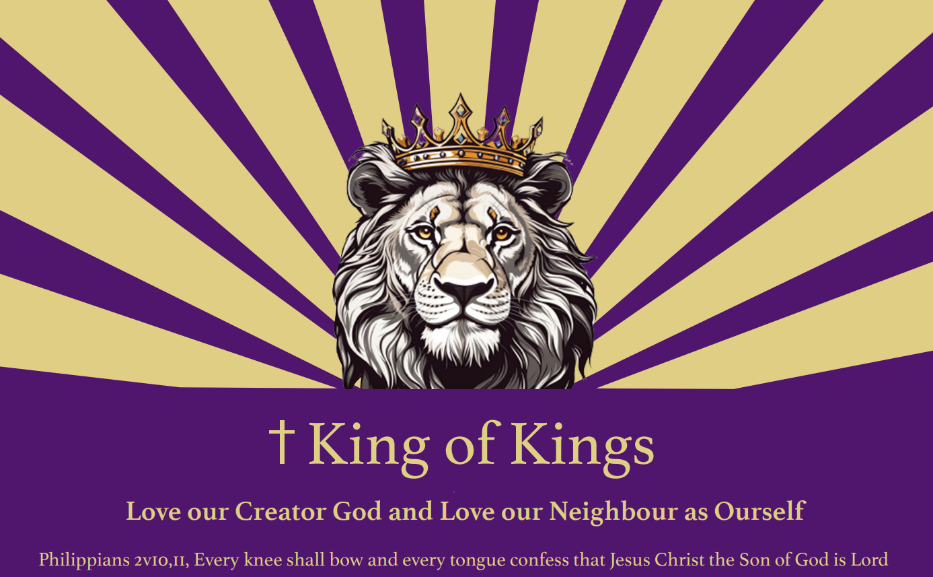 † King of Kings
Love our Creator God and Love our Neighbour as Ourself
Philippians 2v10,11, Every knee shall bow and every tongue confess that Jesus Christ the Son of God is Lord